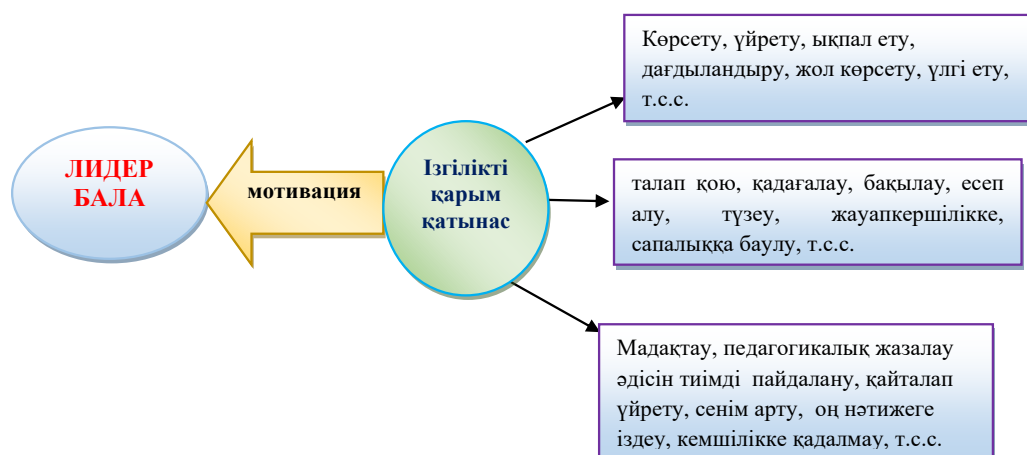 ЛИДЕР
БАЛА
мотивация
Ізгілікті
қарым
қатынас
Көрсету, үйрету, ықпал ету,
дағдыландыру, жол көрсету, үлгі ету,
т.с.с.
талап қою, қадағалау, бақылау, есеп
алу, түзеу, жауапкершілікке,
сапалыққа баулу, т.с.с.
Мадақтау, педагогикалық жазалау
әдісін тиімді пайдалану, қайталап
үйрету, сенім арту, оң нәтижеге
іздеу, кемшілікке қадалмау, т.с.с.